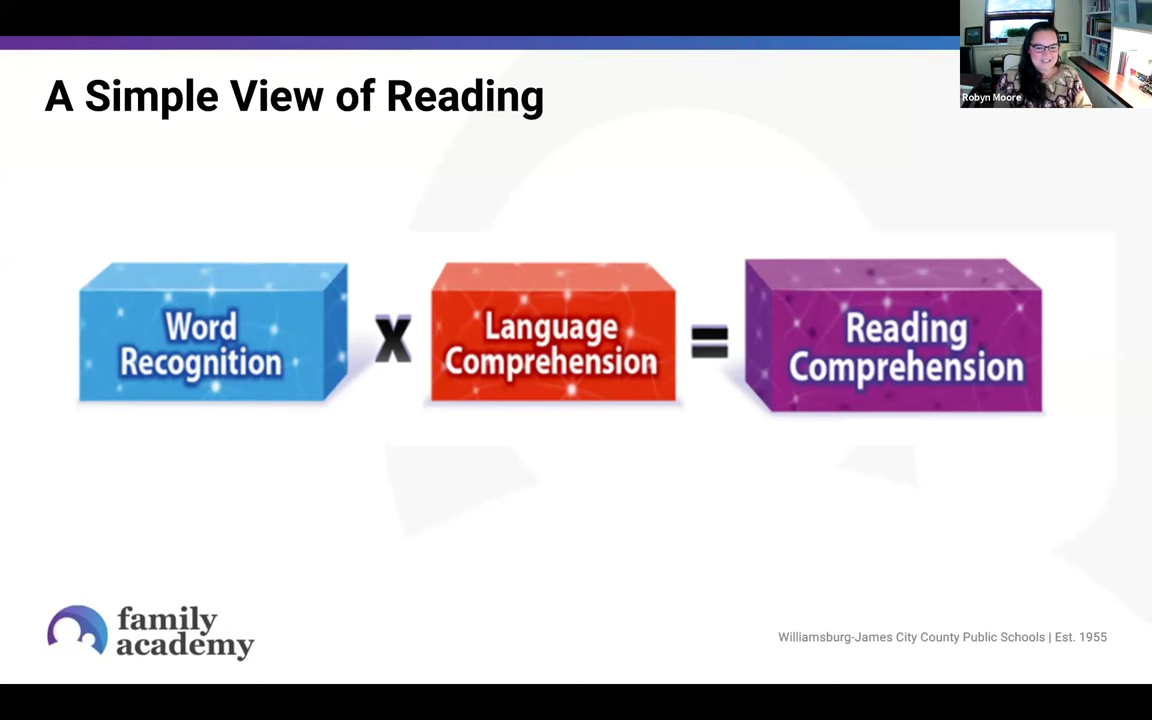 A Simple View of Reading
Robyn Moore
Word
Recognition
x
Language
Comprehension
=
Reading
Comprehension
family
academy
Williamsburg-James City County Public Schools | Est. 1955